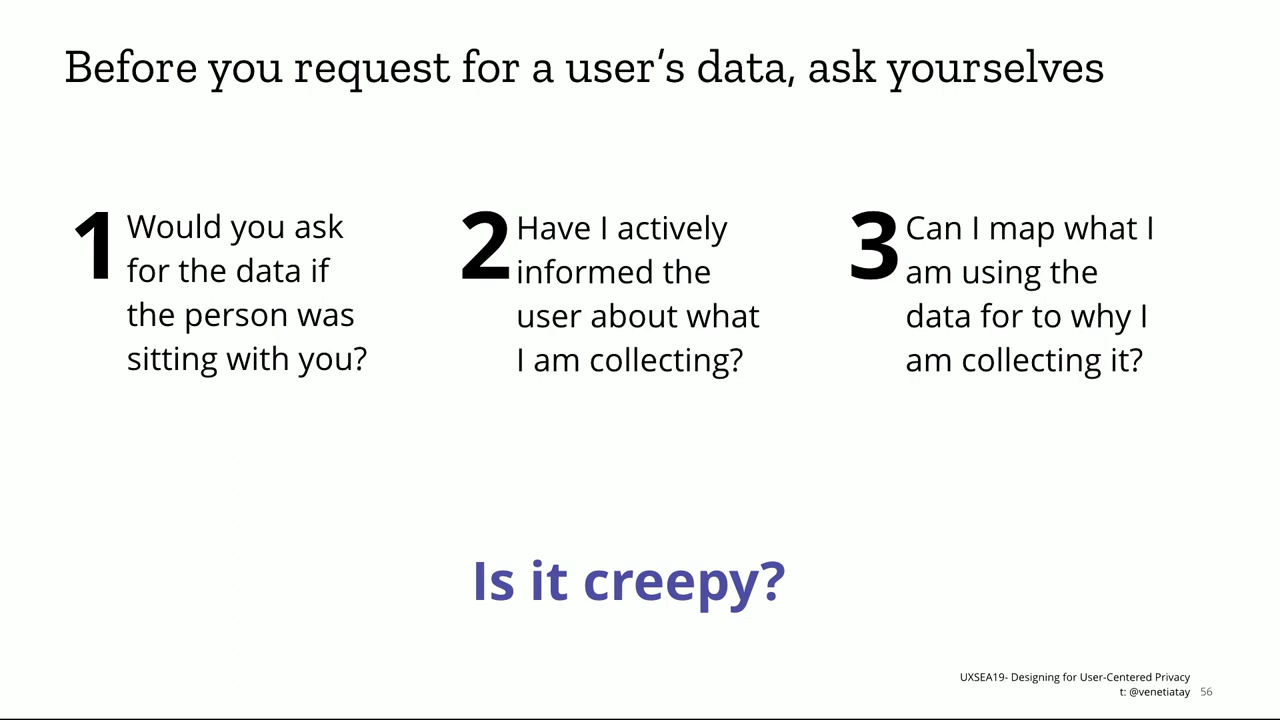 Before you request for a user’s data, ask yourselves
1
Would you ask
for the data if
the person was
sitting with you?
2
Have I actively
informed the
user about what
I am collecting?
3
Can I map what I
am using the
data for to why I
am collecting it?
Is it creepy?
UXSEA19- Designing for User-Centered Privacy
t: @venetiatay 56